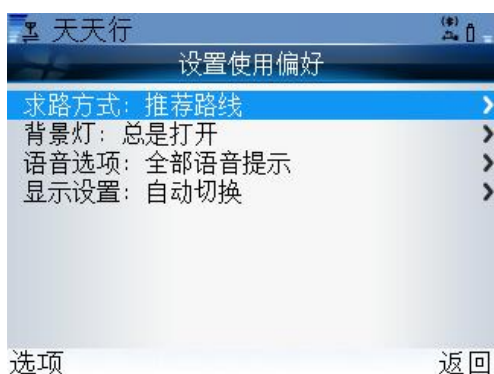 天天行
设置使用偏好
求路方式：推荐路线
背景灯：总是打开
语音选项：全部语音提示
显示设置：自动切换
选项 返回